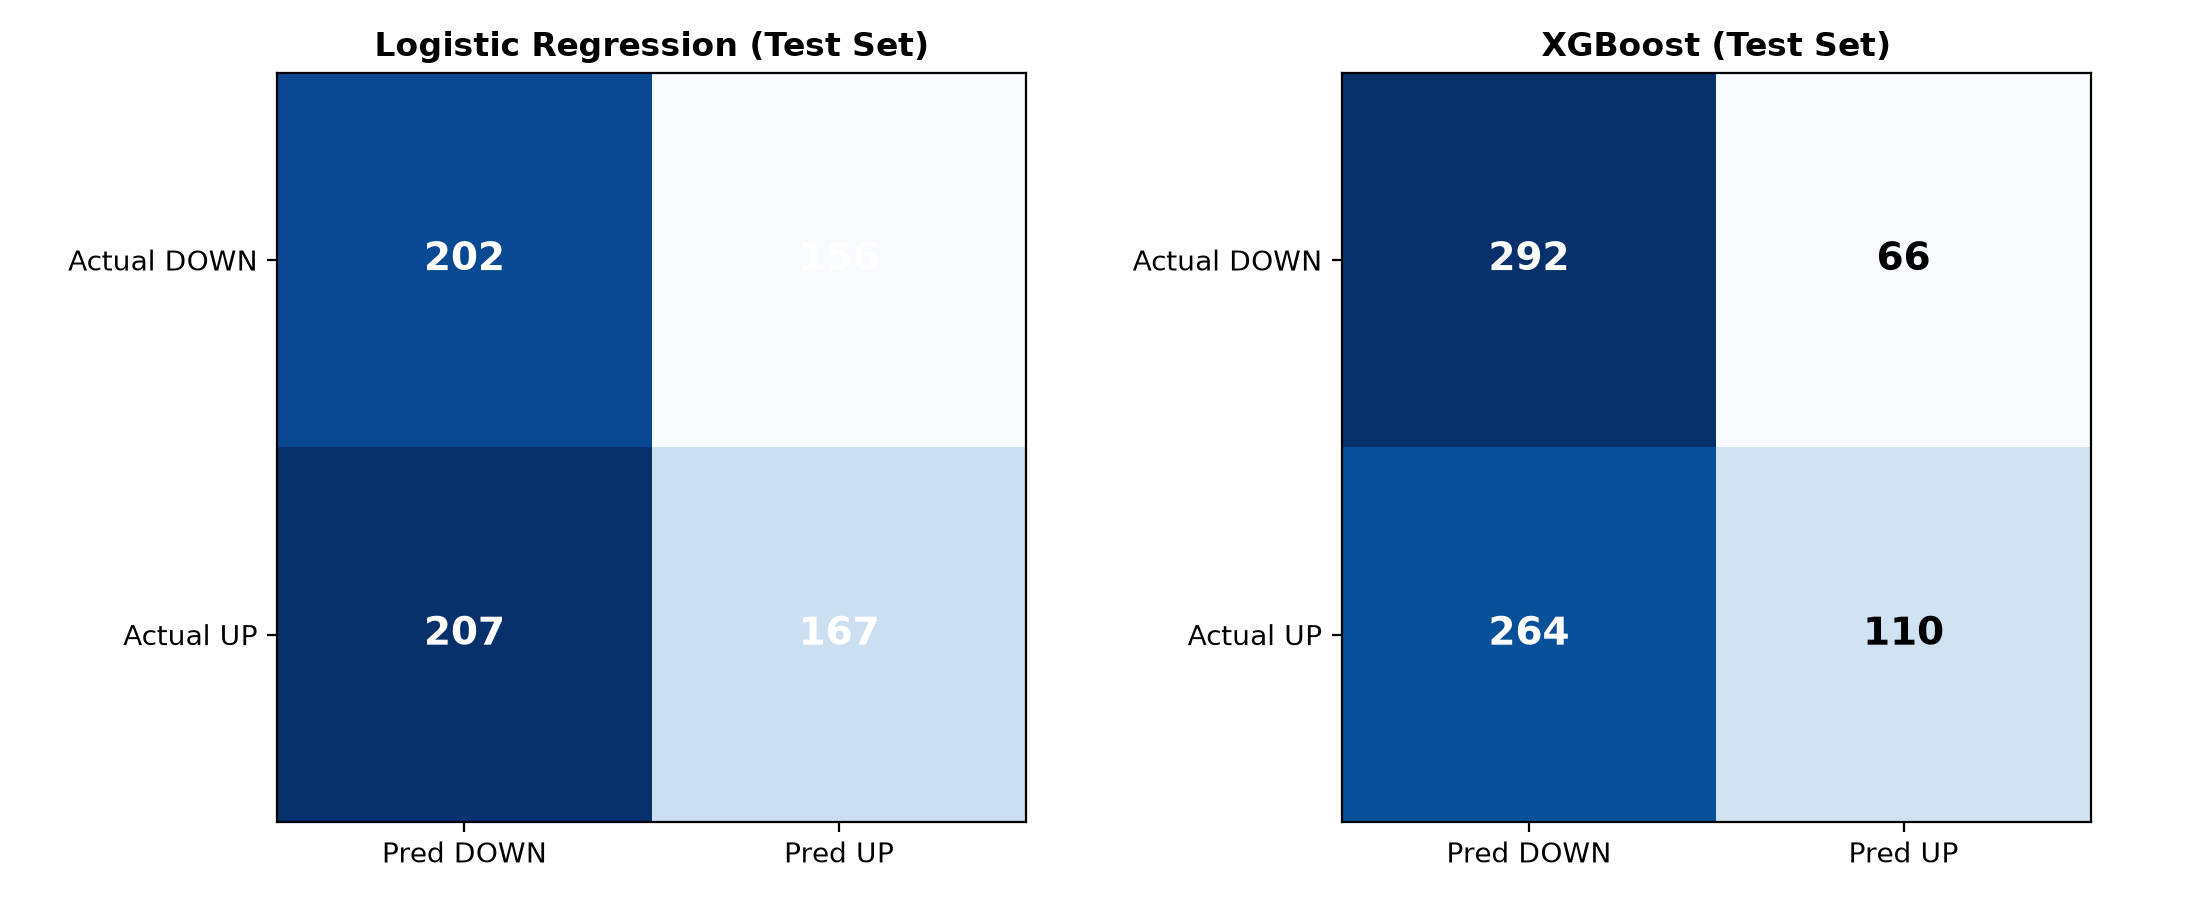 Logistic Regression (Test Set)
Actual DOWN
202
156
Actual UP
207
167
Pred DOWN
Pred UP
XGBoost (Test Set)
Actual DOWN
292
66
Actual UP
264
110
Pred DOWN
Pred UP